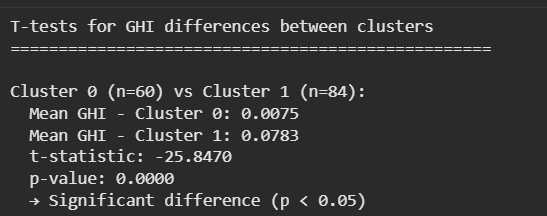 T-tests for GHI differences between clusters
==================================================
Cluster 0 (n=60) vs Cluster 1 (n=84):
Mean GHI - Cluster 0: 0.0075
Mean GHI - Cluster 1: 0.0783
t-statistic: -25.8470
p-value: 0.0000
→ Significant difference (p < 0.05)